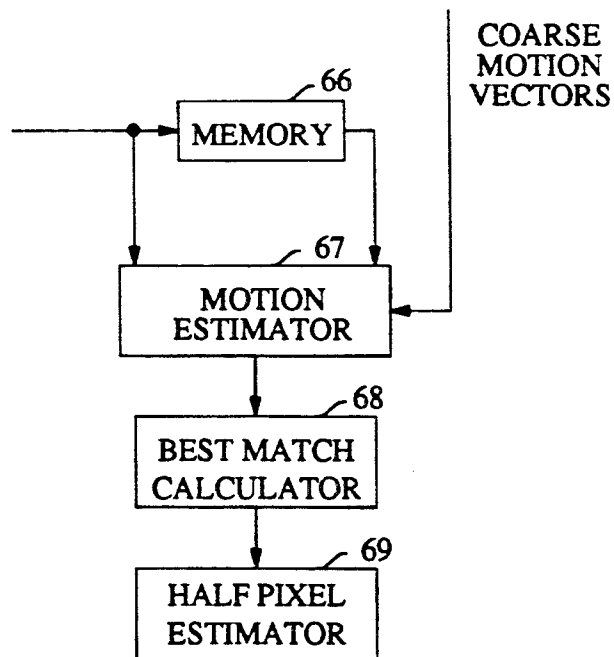 COARSE
MOTION
VECTORS
66
MEMORY
67
MOTION
ESTIMATOR
68
BEST MATCH
CALCULATOR
69
HALF PIXEL
ESTIMATOR